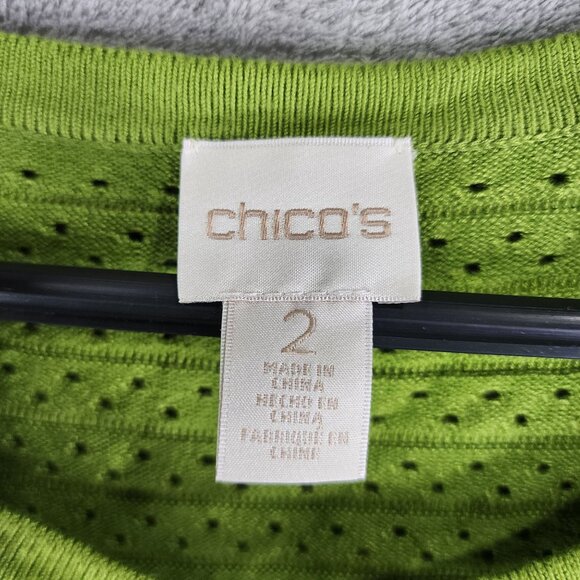 chico's
2
MADE IN
CHINA
HECHO EN
CHINA
FABRIQUÉ EN
CHINE